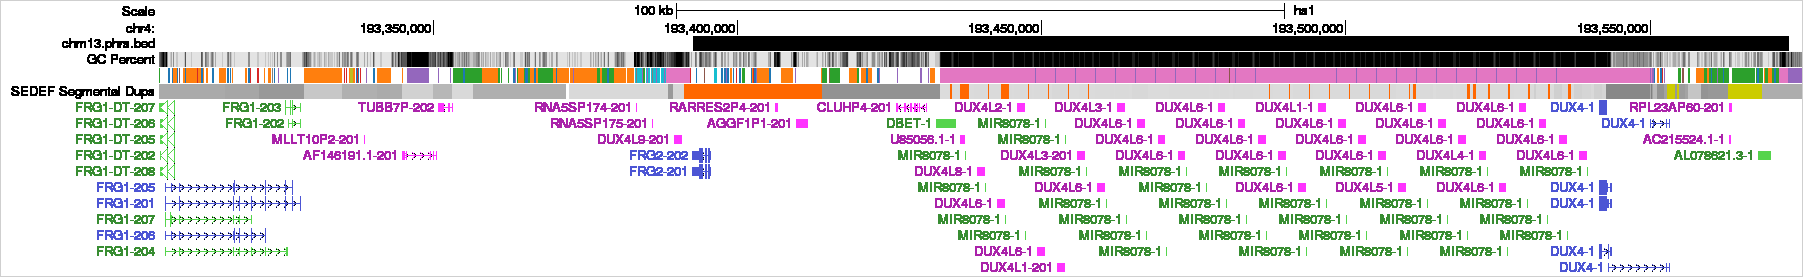 Scale 100 kb hs1
chr4: 193,350,000 193,400,000 193,450,000 193,500,000 193,550,000
chm13.phrs.bed
GC Percent
SEDEF Segmental Dups
FRG1-DT-207 FRG1-203 TUBB7P-202 RNA5SP174-201 RARRES2P4-201 CLUHP4-201 DUX4L2-1 DUX4L3-1 DUX4L6-1 DUX4L1-1 DUX4L6-1 DUX4L6-1 DUX4-1 RPL23AP60-201
FRG1-DT-206 FRG1-202 RNA5SP175-201 AGGF1P1-201 DBET-1 MIR8078-1 DUX4L6-1 DUX4L6-1 DUX4L6-1 DUX4L6-1 DUX4L6-1 DUX4-1
FRG1-DT-205 MLLT10P2-201 DUX4L9-201 U85056.1-1 MIR8078-1 DUX4L6-1 DUX4L6-1 DUX4L6-1 DUX4L6-1 DUX4L6-1 AC215524.1-1
FRG1-DT-202 AF146191.1-201 FRG2-202 MIR8078-1 DUX4L3-201 DUX4L6-1 DUX4L6-1 DUX4L6-1 DUX4L4-1 DUX4L6-1 AL078621.3-1
FRG1-DT-208 FRG2-201 DUX4L8-1 MIR8078-1 MIR8078-1 MIR8078-1 MIR8078-1 MIR8078-1 MIR8078-1
FRG1-205 MIR8078-1 DUX4L6-1 MIR8078-1 DUX4L6-1 DUX4L5-1 DUX4L6-1 DUX4-1
FRG1-201 DUX4L6-1 MIR8078-1 MIR8078-1 MIR8078-1 MIR8078-1 MIR8078-1 DUX4-1
FRG1-207 MIR8078-1 MIR8078-1 MIR8078-1 MIR8078-1 MIR8078-1 MIR8078-1
FRG1-206 MIR8078-1 MIR8078-1 MIR8078-1 MIR8078-1 MIR8078-1 MIR8078-1
FRG1-204 DUX4L6-1 MIR8078-1 MIR8078-1 MIR8078-1 MIR8078-1 DUX4-1
DUX4L1-201 DUX4-1